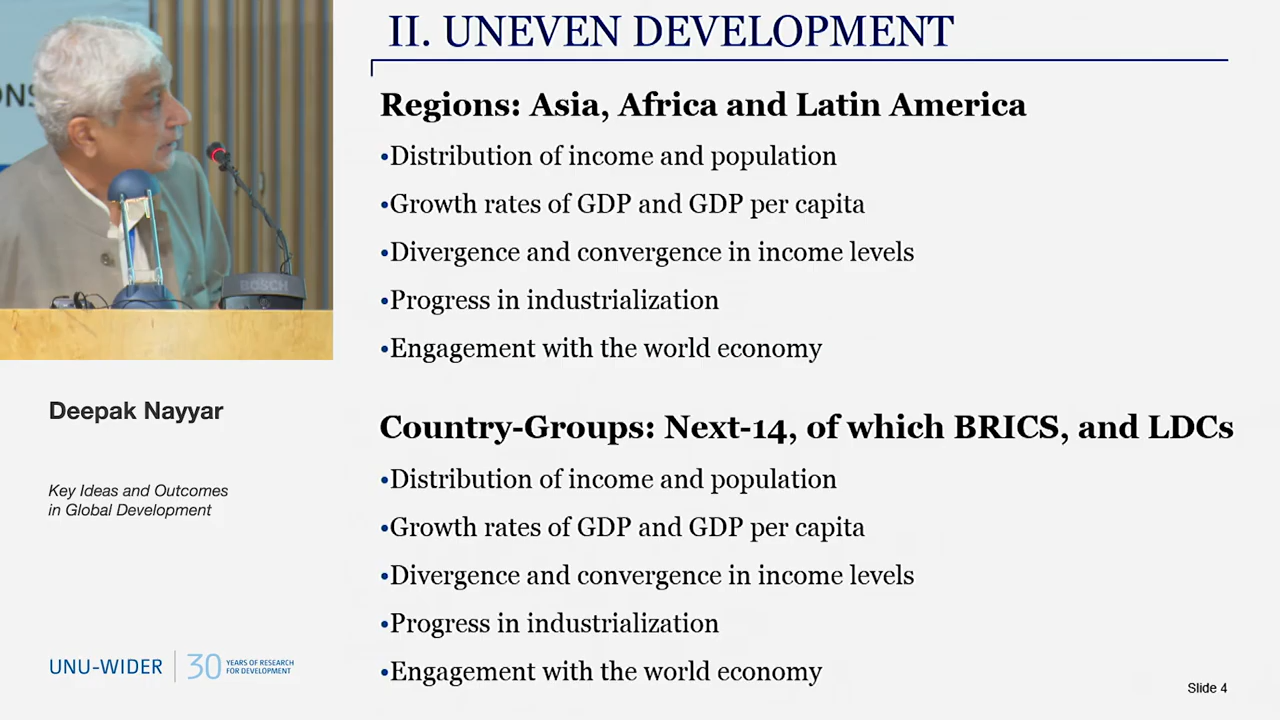 II. UNEVEN DEVELOPMENT
Regions: Asia, Africa and Latin America
•Distribution of income and population
•Growth rates of GDP and GDP per capita
•Divergence and convergence in income levels
•Progress in industrialization
•Engagement with the world economy
Country-Groups: Next-14, of which BRICS, and LDCs
•Distribution of income and population
•Growth rates of GDP and GDP per capita
•Divergence and convergence in income levels
•Progress in industrialization
•Engagement with the world economy
Slide 4
ONS
BOSCH
Deepak Nayyar
Key Ideas and Outcomes
in Global Development
UNU-WIDER
30 YEARS OF RESEARCH
FOR DEVELOPMENT